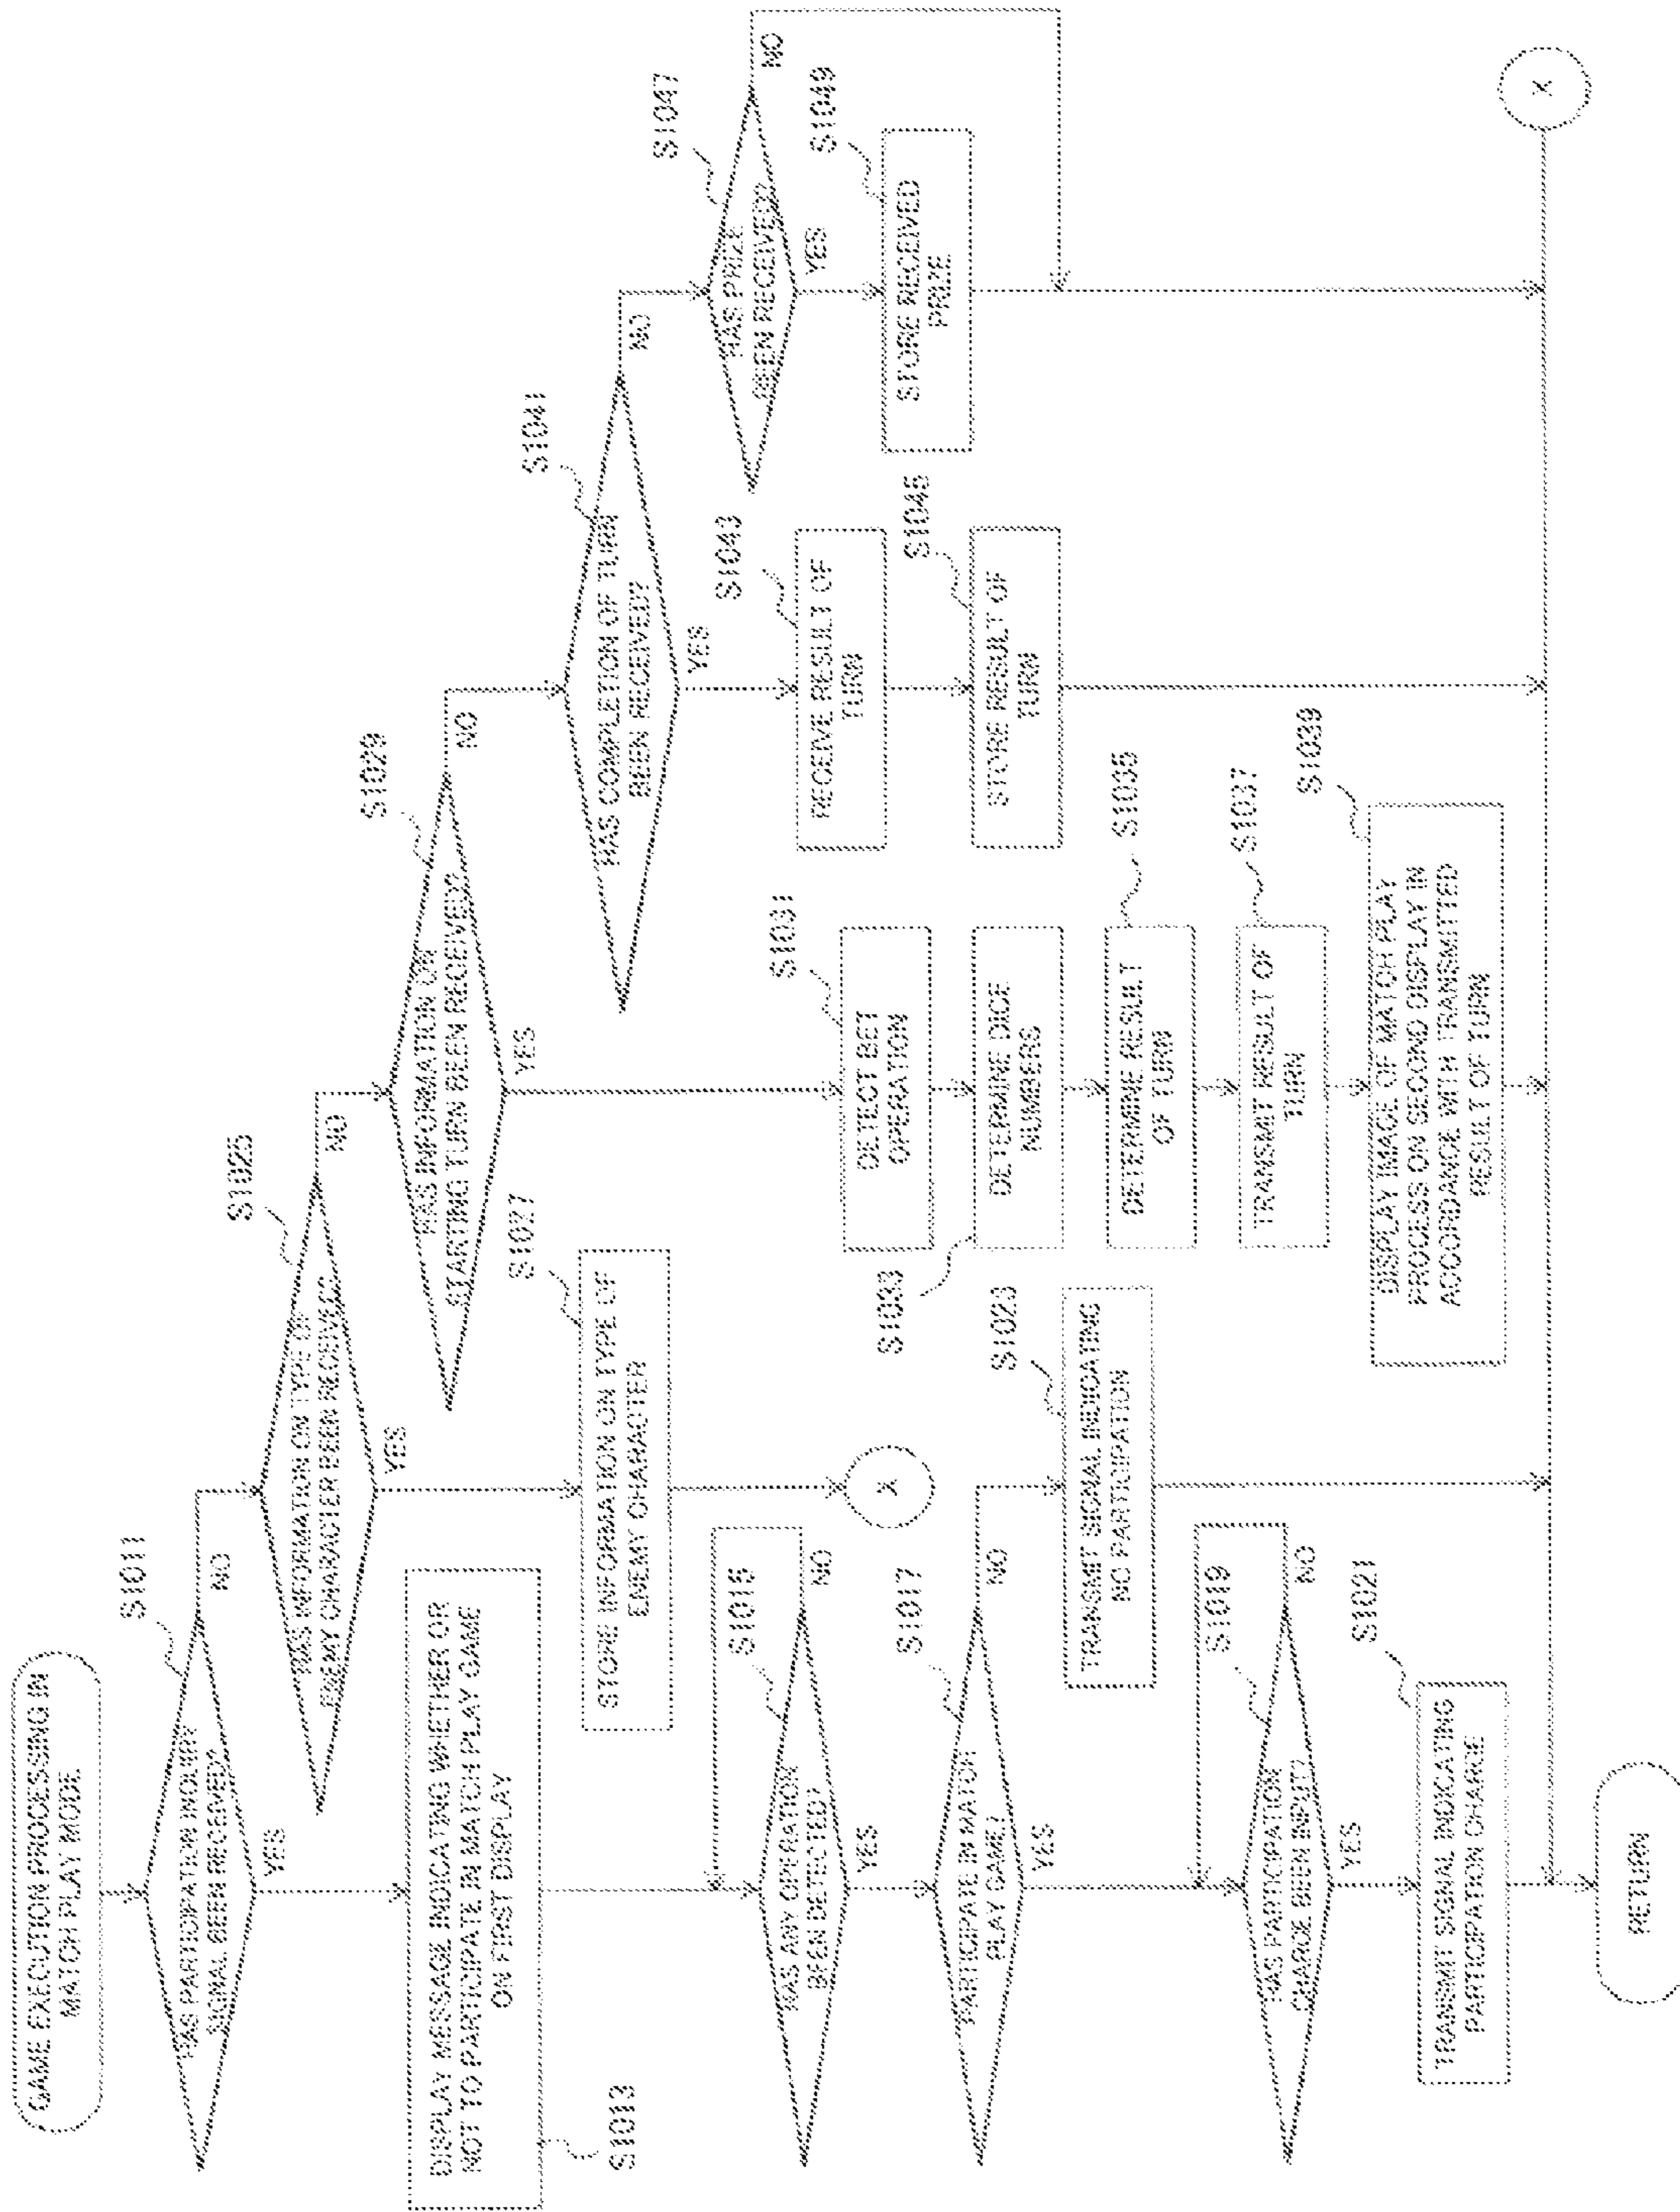 GAME EXECUTION PROCESSING IN
MATCH PLAY MODE
S1011
HAS PARTICIPATION INQUIRY
SIGNAL BEEN RECEIVED?
NO
YES
S1013
DISPLAY MESSAGE INDICATING WHETHER OR
NOT TO PARTICIPATE IN MATCH PLAY GAME
ON FIRST DISPLAY
S1015
HAS ANY OPERATION
BEEN DETECTED?
NO
YES
S1017
PARTICIPATE IN MATCH
PLAY GAME?
NO
YES
S1019
HAS PARTICIPATION
CHARGE BEEN INPUT?
NO
YES
S1021
TRANSMIT SIGNAL INDICATING
PARTICIPATION CHARGE
RETURN
S1023
TRANSMIT SIGNAL INDICATING
NO PARTICIPATION
S1025
HAS INFORMATION ON TYPE OF
ENEMY CHARACTER BEEN RECEIVED?
NO
YES
S1027
STORE INFORMATION ON TYPE OF
ENEMY CHARACTER
X
S1029
HAS INFORMATION ON
STARTING TURN BEEN RECEIVED?
NO
YES
S1031
DETECT BET
OPERATION
S1033
DETERMINE DICE
NUMBERS
S1035
DETERMINE RESULT
OF TURN
S1037
TRANSMIT RESULT OF
TURN
S1039
DISPLAY IMAGE OF MATCH PLAY
PROCESS ON SECOND DISPLAY IN
ACCORDANCE WITH TRANSMITTED
RESULT OF TURN
S1041
HAS COMPLETION OF TURN
BEEN RECEIVED?
NO
YES
S1043
RECEIVE RESULT OF
TURN
S1045
STORE RESULT OF
TURN
S1047
HAS PRIZE
BEEN RECEIVED?
NO
YES
S1049
STORE RECEIVED
PRIZE
X